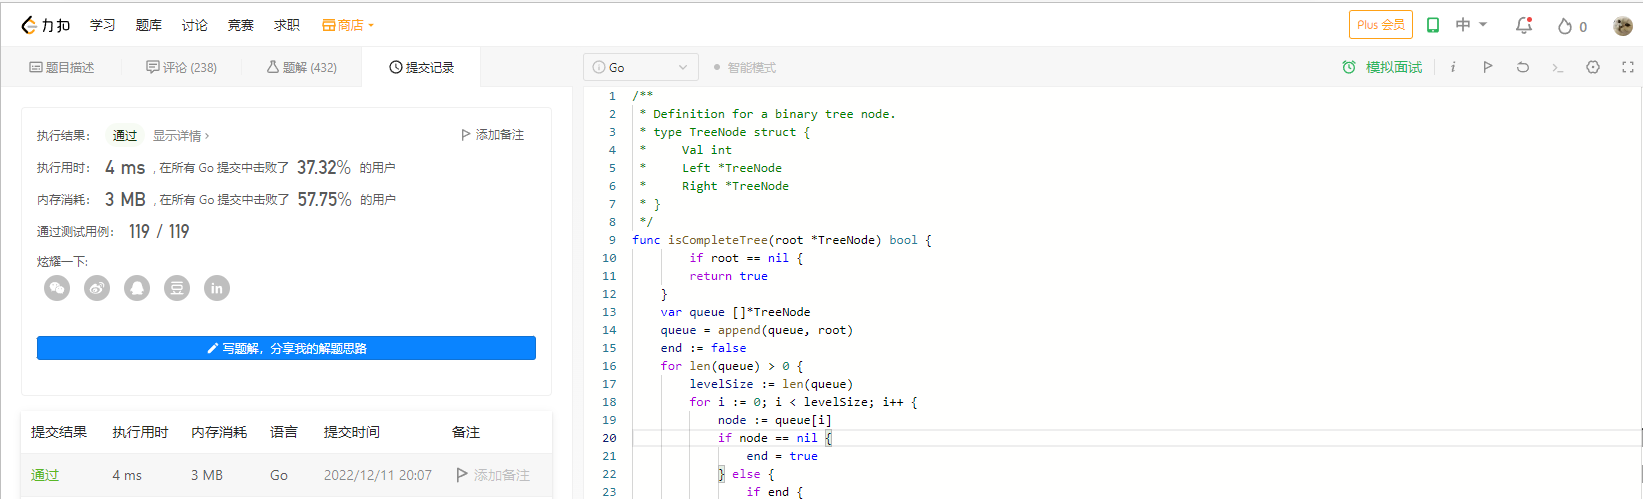 力扣 学习 题库 讨论 竞赛 求职 商店 Plus 会员 中 0
题目描述 评论 (238) 题解 (432) 提交记录 Go 智能模式 模拟面试 i
执行结果: 通过 显示详情 › 添加备注
执行用时: 4 ms , 在所有 Go 提交中击败了 37.32% 的用户
内存消耗: 3 MB , 在所有 Go 提交中击败了 57.75% 的用户
通过测试用例: 119 / 119
炫耀一下:
豆 in
写题解, 分享我的解题思路
提交结果 执行用时 内存消耗 语言 提交时间 备注
通过 4 ms 3 MB Go 2022/12/11 20:07 添加备注
1 /**
2 * Definition for a binary tree node.
3 * type TreeNode struct {
4 * Val int
5 * Left *TreeNode
6 * Right *TreeNode
7 * }
8 */
9 func isCompleteTree(root *TreeNode) bool {
10 if root == nil {
11 return true
12 }
13 var queue []*TreeNode
14 queue = append(queue, root)
15 end := false
16 for len(queue) > 0 {
17 levelSize := len(queue)
18 for i := 0; i < levelSize; i++ {
19 node := queue[i]
20 if node == nil {
21 end = true
22 } else {
23 if end {